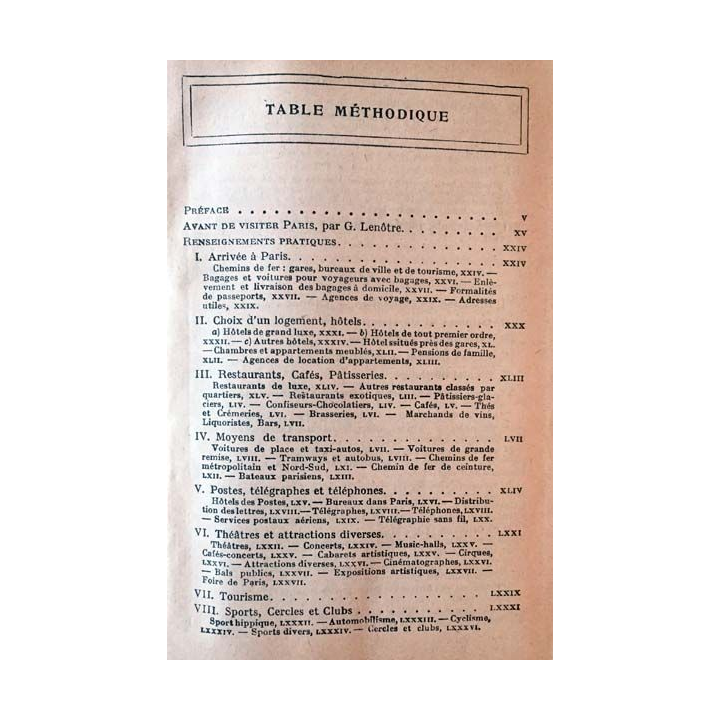 TABLE MÉTHODIQUE
PRÉFACE . . . . . . . . . . . . . . . . . . . . V
AVANT DE VISITER PARIS, par G. Lenôtre. . . . . . . . . XV
RENSEIGNEMENTS PRATIQUES. . . . . . . . . . . . . XXIV
I. Arrivée à Paris. . . . . . . . . . . . . . . . XXIV
Chemins de fer : gares, bureaux de ville et de tourisme, XXIV. —
Bagages et voitures pour voyageurs avec bagages, XXVI. — Enlè-
vement et livraison des bagages à domicile, XXVII. — Formalités
de passeports, XXVII. — Agences de voyage, XXIX. — Adresses
utiles, XXIX.
II. Choix d'un logement, hôtels. . . . . . . . . . . XXX
a) Hôtels de grand luxe, XXXI. — b) Hôtels de tout premier ordre,
XXXII. — c) Autres hôtels, XXXIV. — Hôtel ssitués près des gares, XL.
— Chambres et appartements meublés, XLII. — Pensions de famille,
XLII. — Agences de location d'appartements, XLIII.
III. Restaurants, Cafés, Pâtisseries. . . . . . . . . . XLIII
Restaurants de luxe, XLIV. — Autres restaurants classés par
quartiers, XLV. — Restaurants exotiques, LIII. — Pâtissiers-gla-
ciers, LIV. — Confiseurs-Chocolatiers, LIV. — Cafés, LV. — Thés
et Crèmeries, LVI. — Brasseries, LVI. — Marchands de vins,
Liquoristes, Bars, LVII.
IV. Moyens de transport. . . . . . . . . . . . . LVII
Voitures de place et taxi-autos, LVII. — Voitures de grande
remise, LVIII. — Tramways et autobus, LVIII. — Chemins de fer
métropolitain et Nord-Sud, LXI. — Chemin de fer de ceinture,
LXII. — Bateaux parisiens, LXIII.
V. Postes, télégraphes et téléphones. . . . . . . . . . XLIV
Hôtels des Postes, LXV. — Bureaux dans Paris, LXVI. — Distribu-
tion des lettres, LXVIII. — Télégraphes, LXVIII. — Téléphones, LXVIII.
— Services postaux aériens, LXIX. — Télégraphie sans fil, LXX.
VI. Théâtres et attractions diverses. . . . . . . . . . LXXI
Théâtres, LXXII. — Concerts, LXXIV. — Music-halls, LXXV. —
Cafés-concerts, LXXV. — Cabarets artistiques, LXXV. — Cirques,
LXXVI. — Attractions diverses, LXXVI. — Cinématographes, LXXVI.
— Bals publics, LXXVII. — Expositions artistiques, LXXVII. —
Foire de Paris, LXXVII.
VII. Tourisme. . . . . . . . . . . . . . . . . LXXIX
VIII. Sports, Cercles et Clubs . . . . . . . . . . . LXXXI
Sport hippique, LXXXII. — Automobilisme, LXXXIII. — Cyclisme,
LXXXIV. — Sports divers, LXXXIV. — Cercles et clubs, LXXXVI.